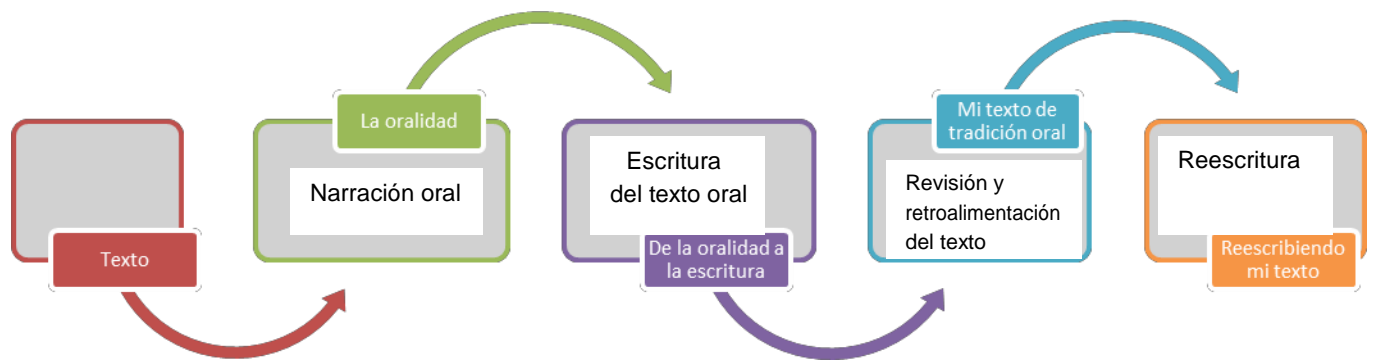 Texto
La oralidad
Narración oral
Escritura
del texto oral
De la oralidad a
la escritura
Mi texto de
tradición oral
Revisión y
retroalimentación
del texto
Reescritura
Reescribiendo
mi texto